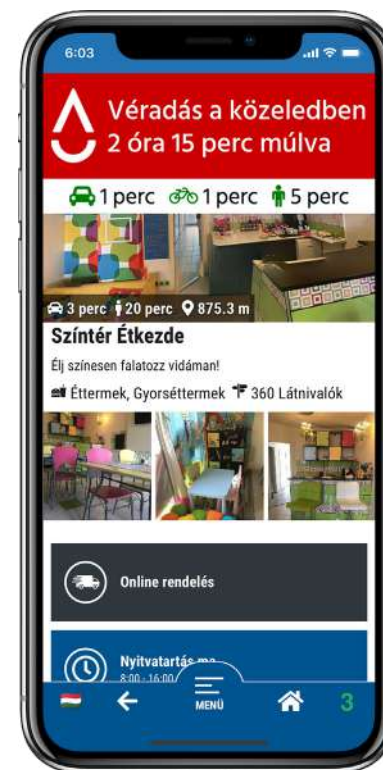 6:03
Véradás a közeledben
2 óra 15 perc múlva
1 perc 1 perc 5 perc
3 perc 20 perc 875.3 m
Színtér Étkezde
Élj színesen falatozz vidáman!
Éttermek, Gyorséttermek 360 Látnivalók
Online rendelés
Nyitvatartás ma
8:00 - 16:00
MENÜ
3